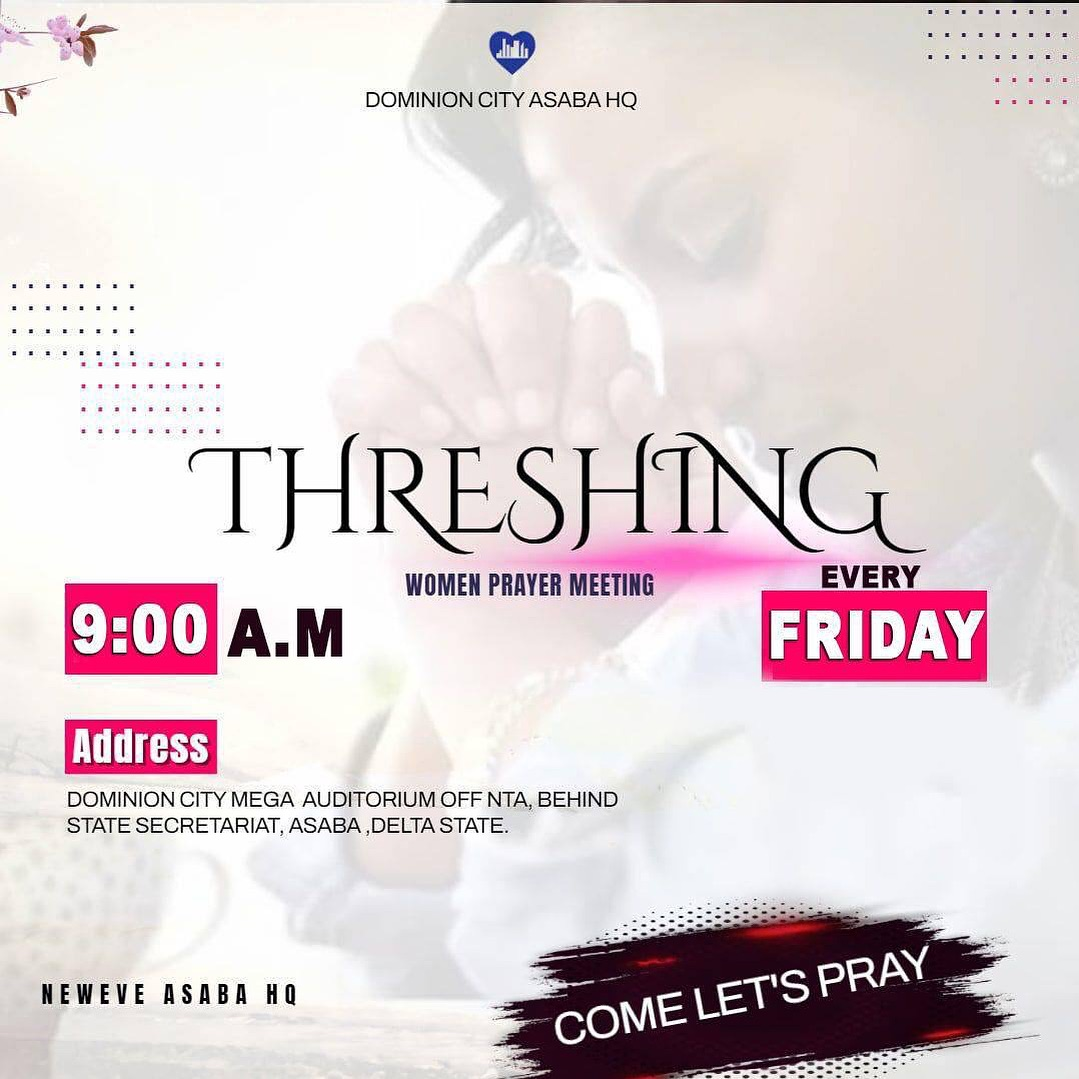 DOMINION CITY ASABA HQ
THRESHING
WOMEN PRAYER MEETING
EVERY
FRIDAY
9:00 A.M
Address
DOMINION CITY MEGA AUDITORIUM OFF NTA, BEHIND
STATE SECRETARIAT, ASABA ,DELTA STATE.
NEWEVE ASABA HQ
COME LET'S PRAY